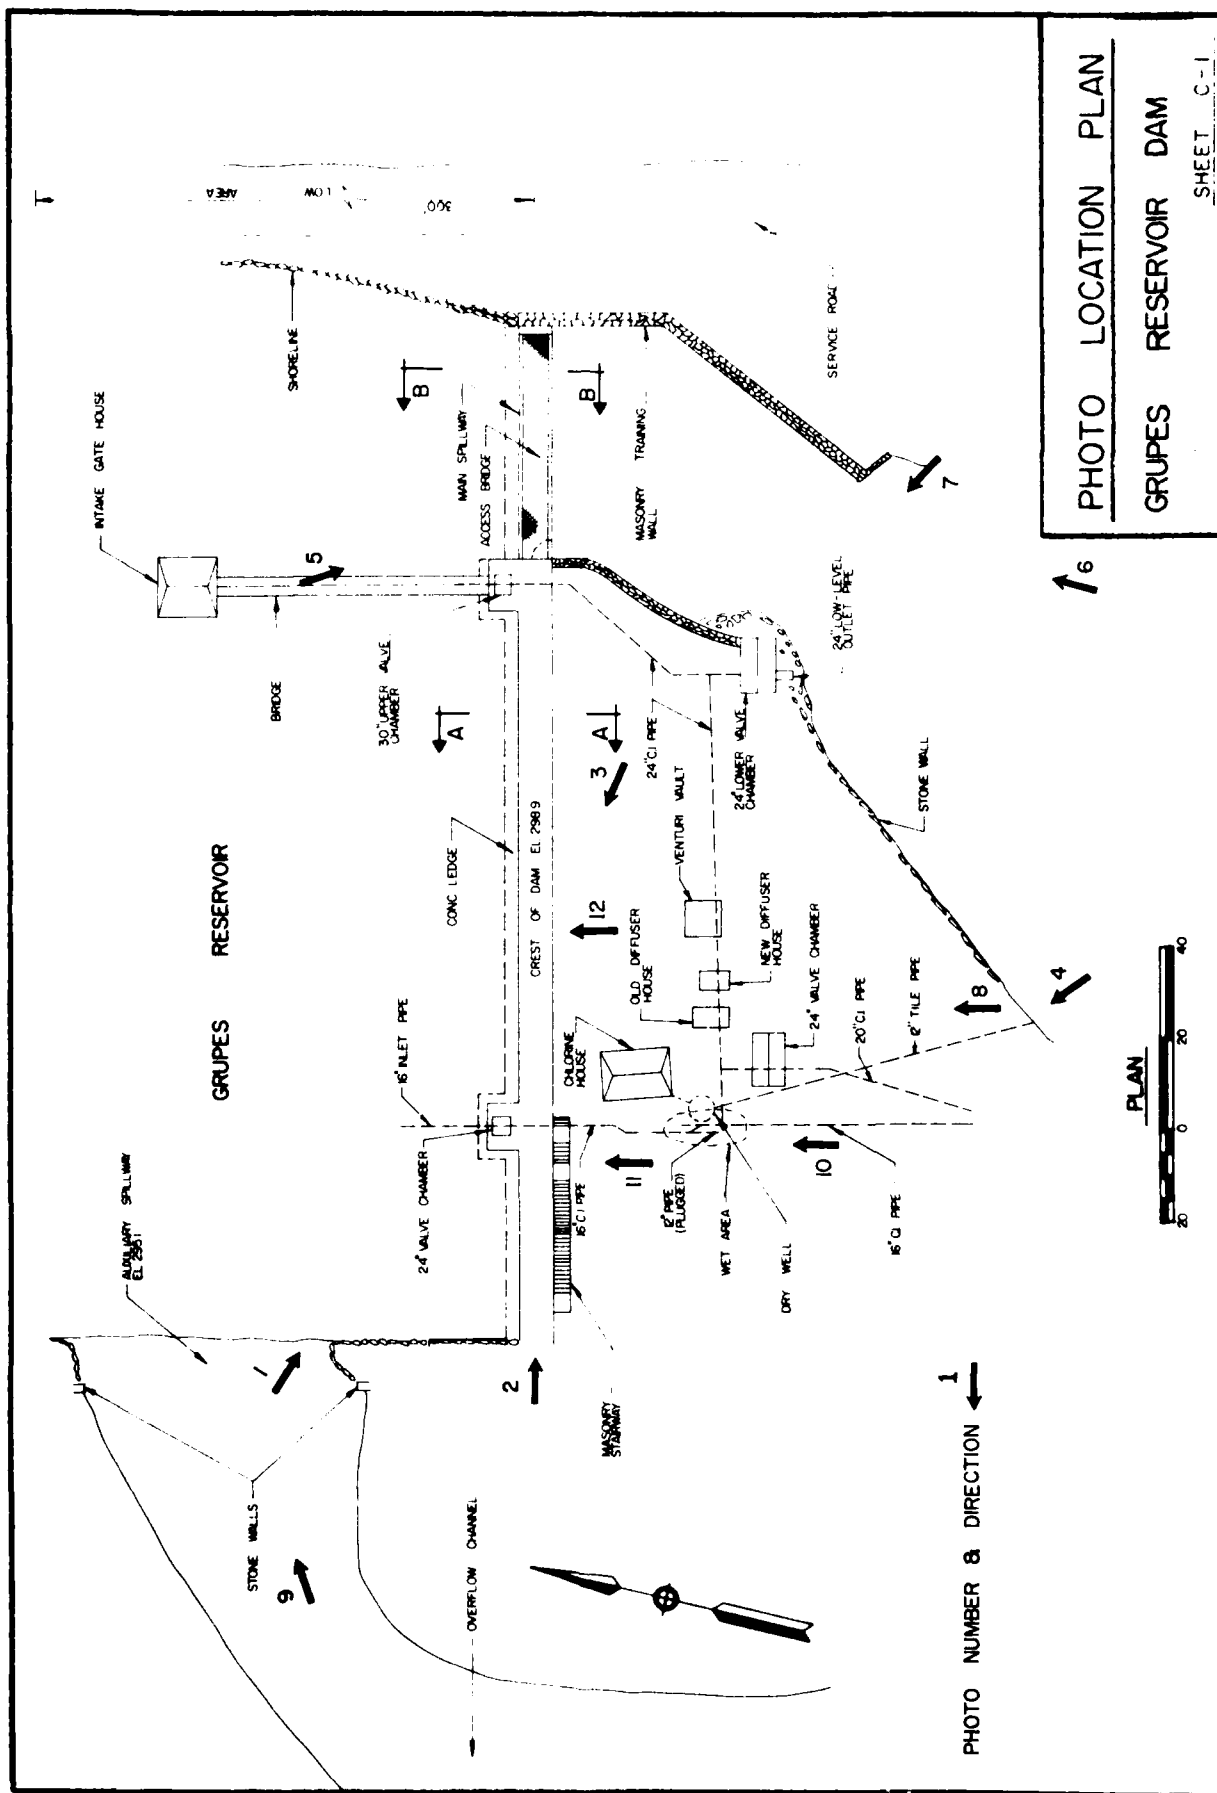 PHOTO LOCATION PLAN
GRUPES RESERVOIR DAM
SHEET C-1
AREA
LOW
300'
SHORELINE
INTAKE GATE HOUSE
BRIDGE
5
MAIN SPILLWAY
ACCESS BRIDGE
B
B
MASONRY TRAINING
WALL
SERVICE ROAD
7
6
30" UPPER VALVE
CHAMBER
A
A
3
24" C.I. PIPE
24" LOWER VALVE
CHAMBER
24" LOW-LEVEL
OUTLET PIPE
STONE WALL
GRUPES RESERVOIR
CONC LEDGE
CREST OF DAM EL 298.9
12
VENTURI VAULT
NEW DIFFUSER
HOUSE
OLD DIFFUSER
HOUSE
CHLORINE
HOUSE
24" VALVE CHAMBER
20" C.I. PIPE
12" TILE PIPE
8
4
16" INLET PIPE
24" VALVE CHAMBER
16" C.I. PIPE
11
12" PIPE
(PLUGGED)
WET AREA
DRY WELL
10
16" C.I. PIPE
AUXILIARY SPILLWAY
1
2
MASONRY
STAIRWAY
STONE WALLS
9
OVERFLOW CHANNEL
PLAN
20 0 20 40
PHOTO NUMBER & DIRECTION 1